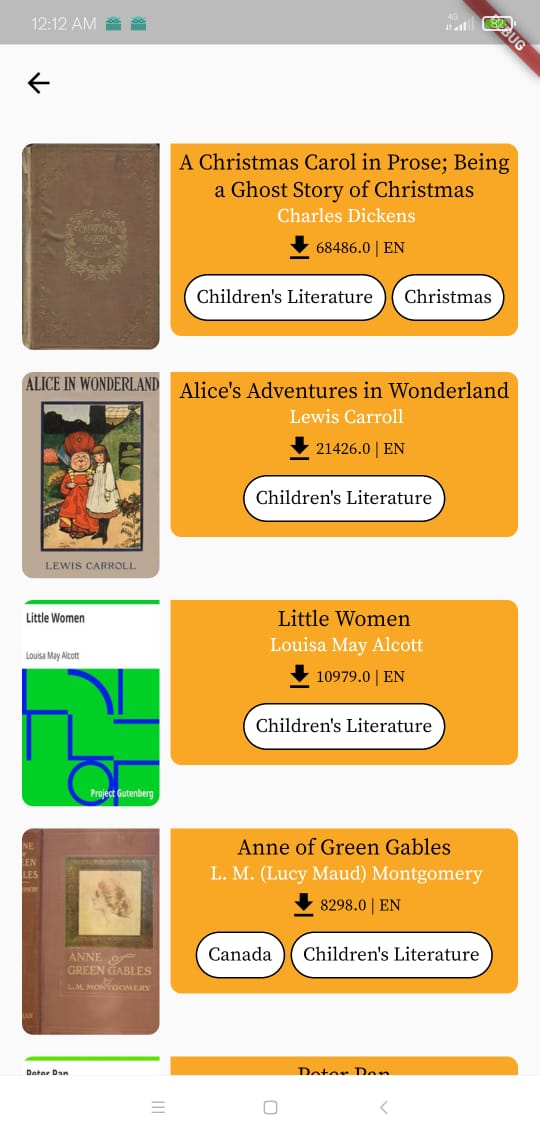 12:12 AM
4G
82
BUG
A Christmas Carol in Prose; Being
a Ghost Story of Christmas
Charles Dickens
68486.0 | EN
Children's Literature
Christmas
A
CHRISTMAS
CAROL
ALICE IN WONDERLAND
LEWIS CARROLL
Alice's Adventures in Wonderland
Lewis Carroll
21426.0 | EN
Children's Literature
Little Women
Louisa May Alcott
Project Gutenberg
Little Women
Louisa May Alcott
10979.0 | EN
Children's Literature
ANNE of
GREEN GABLES
by
L.M. MONTGOMERY
Anne of Green Gables
L. M. (Lucy Maud) Montgomery
8298.0 | EN
Canada
Children's Literature
Peter Pan
Peter Pan